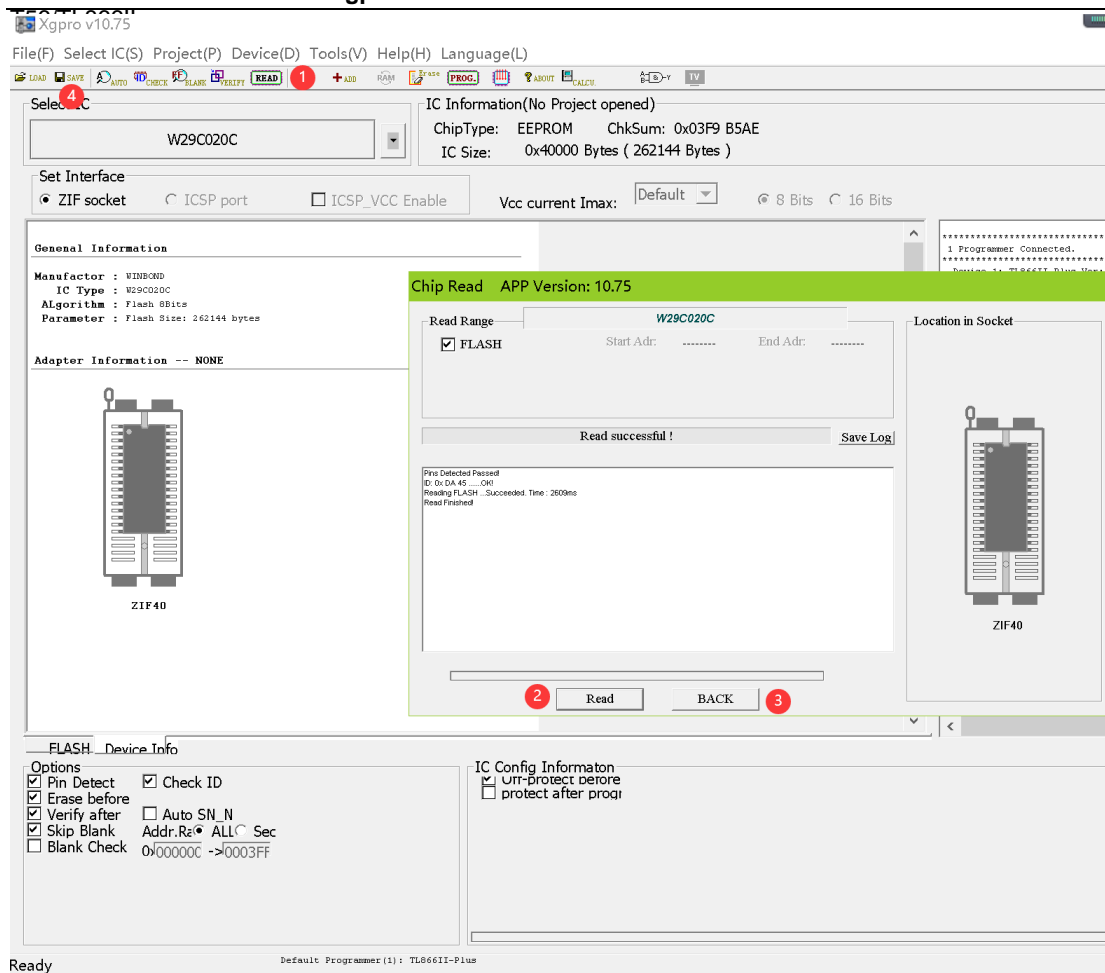 Xgpro v10.75
File(F) Select IC(S) Project(P) Device(D) Tools(V) Help(H) Language(L)
LOAD SAVE AUTO CHECK BLANK VERIFY READ 1 ADD RAM Erase PROG. ABOUT CALCU. TV
4
Select IC
W29C020C
IC Information(No Project opened)
ChipType: EEPROM ChkSum: 0x03F9 B5AE
IC Size: 0x40000 Bytes ( 262144 Bytes )
Set Interface
ZIF socket ICSP port ICSP_VCC Enable Vcc current Imax: Default 8 Bits 16 Bits
Genenal Information
Manufactor : WINBOND
IC Type : W29C020C
ALgorithm : Flash 8Bits
Parameter : Flash Size: 262144 bytes
Adapter Information -- NONE
ZIF40
****************************
1 Programmer Connected.
****************************
Chip Read APP Version: 10.75
Read Range W29C020C
FLASH Start Adr: -------- End Adr: --------
Read successful ! Save Log
Pins Detected Passed!
ID: 0x DA 45 ......OK!
Reading FLASH ...Succeeded. Time : 2609ms
Read Finished!
2 Read BACK 3
Location in Socket
ZIF40
FLASH Device Info
Options
Pin Detect Check ID
Erase before
Verify after Auto SN_N
Skip Blank Addr.Ra ALL Sec
Blank Check 0x00000C ->0003FF
IC Config Informaton
Off-protect before
protect after progr
Ready Default Programmer(1): TL866II-Plus